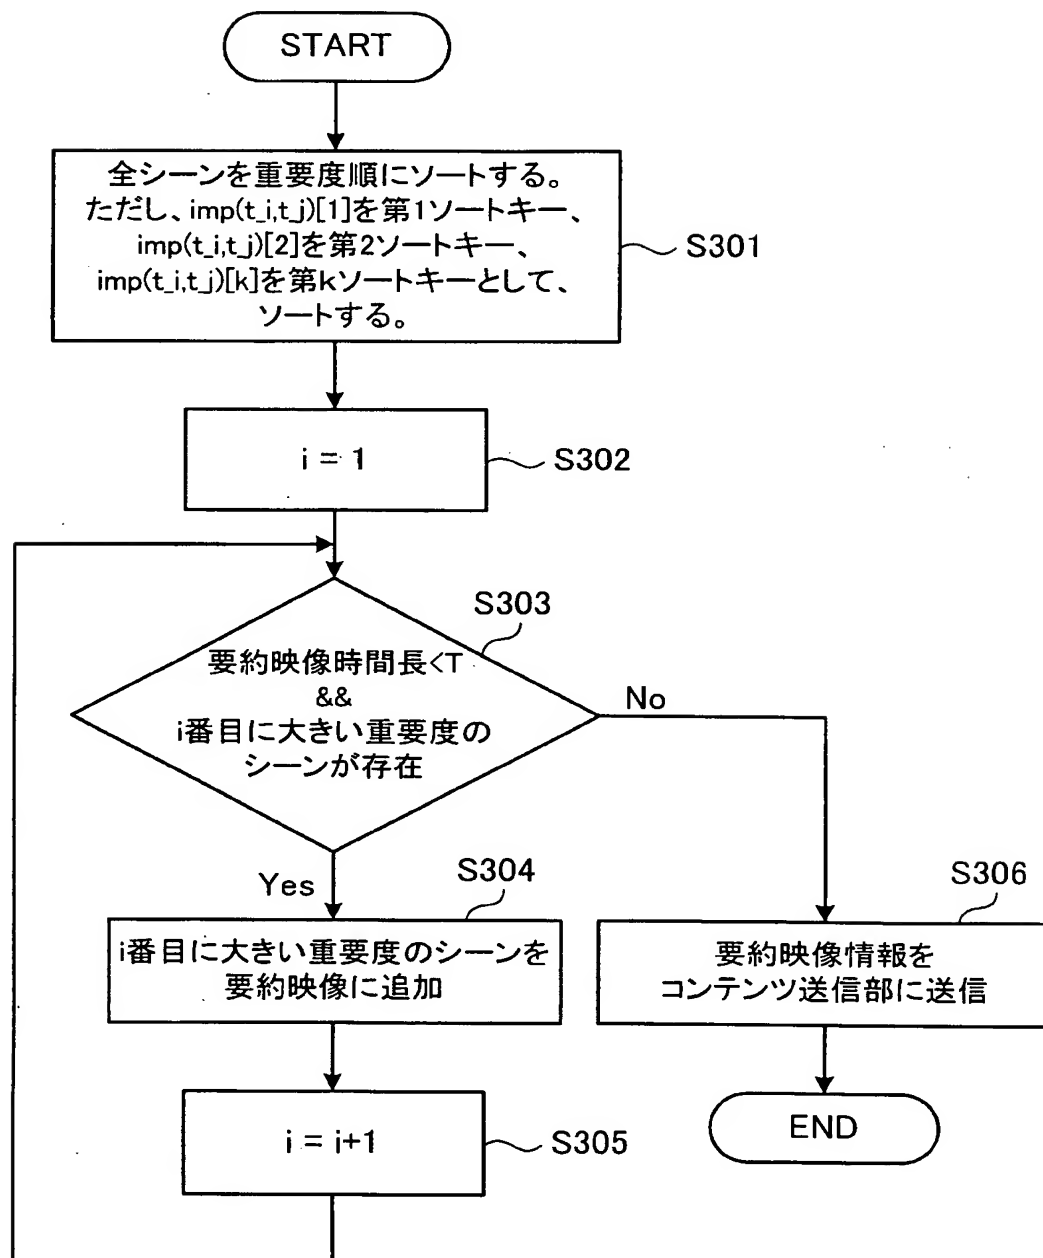 START
全シーンを重要度順にソートする。
ただし、imp(t_i,t_j)[1]を第1ソートキー、
imp(t_i,t_j)[2]を第2ソートキー、
imp(t_i,t_j)[k]を第kソートキーとして、
ソートする。
S301
i = 1
S302
S303
要約映像時間長<T
&&
i番目に大きい重要度の
シーンが存在
No
Yes
S304
i番目に大きい重要度のシーンを
要約映像に追加
S306
要約映像情報を
コンテンツ送信部に送信
i = i+1
S305
END